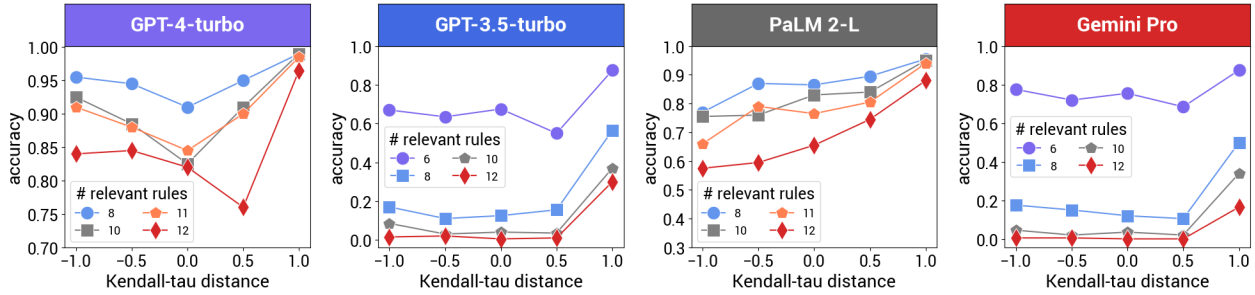 GPT-4-turbo
1.00
0.95
0.90
0.85
0.80
0.75
0.70
accuracy
# relevant rules
8
11
10
12
−1.0 −0.5 0.0 0.5 1.0
Kendall-tau distance
GPT-3.5-turbo
1.0
0.8
0.6
0.4
0.2
0.0
accuracy
# relevant rules
6
10
8
12
−1.0 −0.5 0.0 0.5 1.0
Kendall-tau distance
PaLM 2-L
1.0
0.9
0.8
0.7
0.6
0.5
0.4
0.3
accuracy
# relevant rules
8
11
10
12
−1.0 −0.5 0.0 0.5 1.0
Kendall-tau distance
Gemini Pro
1.0
0.8
0.6
0.4
0.2
0.0
accuracy
# relevant rules
6
10
8
12
−1.0 −0.5 0.0 0.5 1.0
Kendall-tau distance